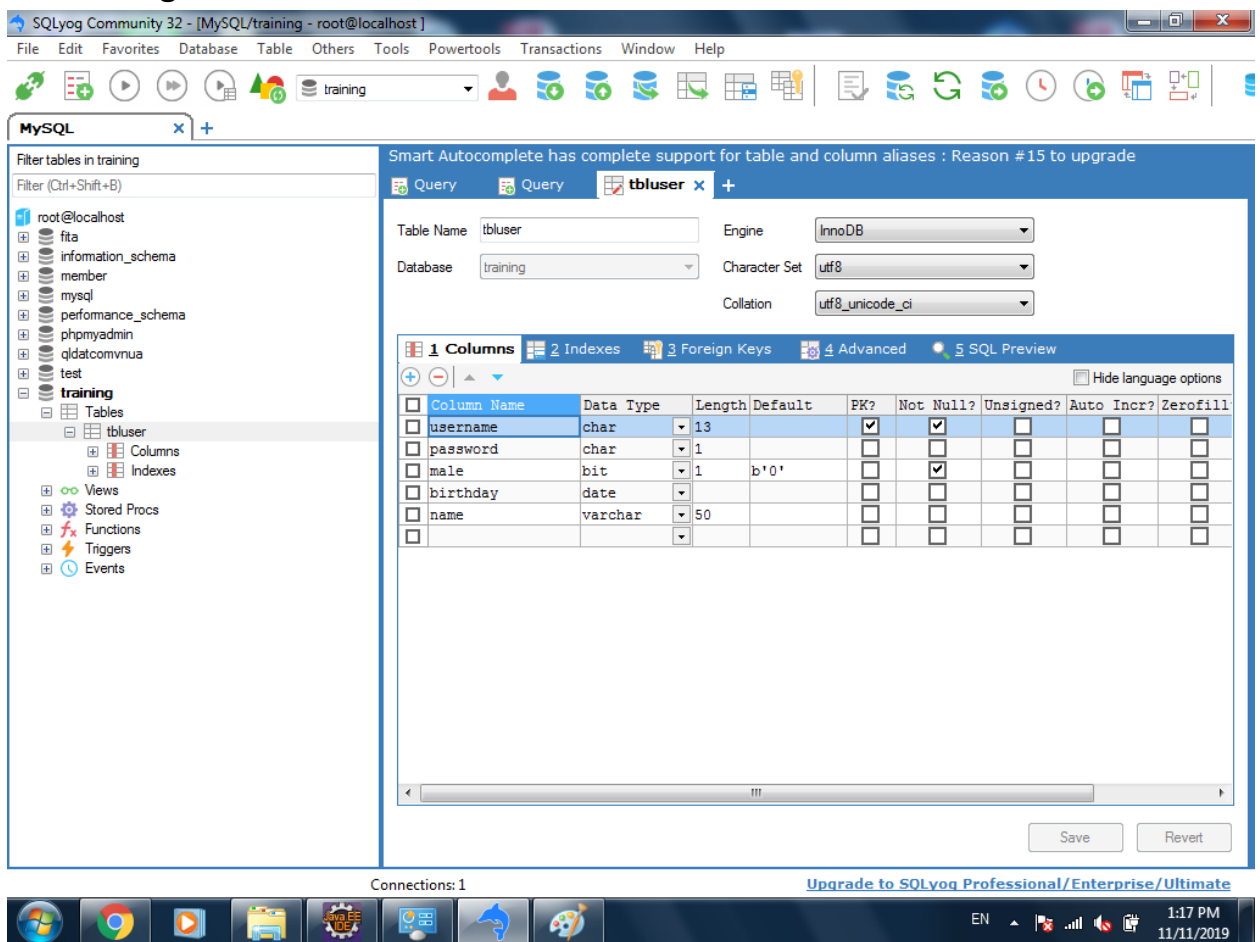 SQLyog Community 32 - [MySQL/training - root@localhost ]
File Edit Favorites Database Table Others Tools Powertools Transactions Window Help
training
MySQL x +
Filter tables in training
Filter (Ctrl+Shift+B)
root@localhost
fita
information_schema
member
mysql
performance_schema
phpmyadmin
qldatcomvnua
test
training
Tables
tbluser
Columns
Indexes
Views
Stored Procs
Functions
Triggers
Events
Smart Autocomplete has complete support for table and column aliases : Reason #15 to upgrade
Query Query tbluser x +
Table Name tbluser Engine InnoDB
Database training Character Set utf8
Collation utf8_unicode_ci
1 Columns 2 Indexes 3 Foreign Keys 4 Advanced 5 SQL Preview
Hide language options
Column Name Data Type Length Default PK? Not Null? Unsigned? Auto Incr? Zerofill
username char 13
password char 1
male bit 1 b'0'
birthday date
name varchar 50
Save Revert
Connections: 1 Upgrade to SQLyog Professional/Enterprise/Ultimate
Java EE IDE EN 1:17 PM
11/11/2019